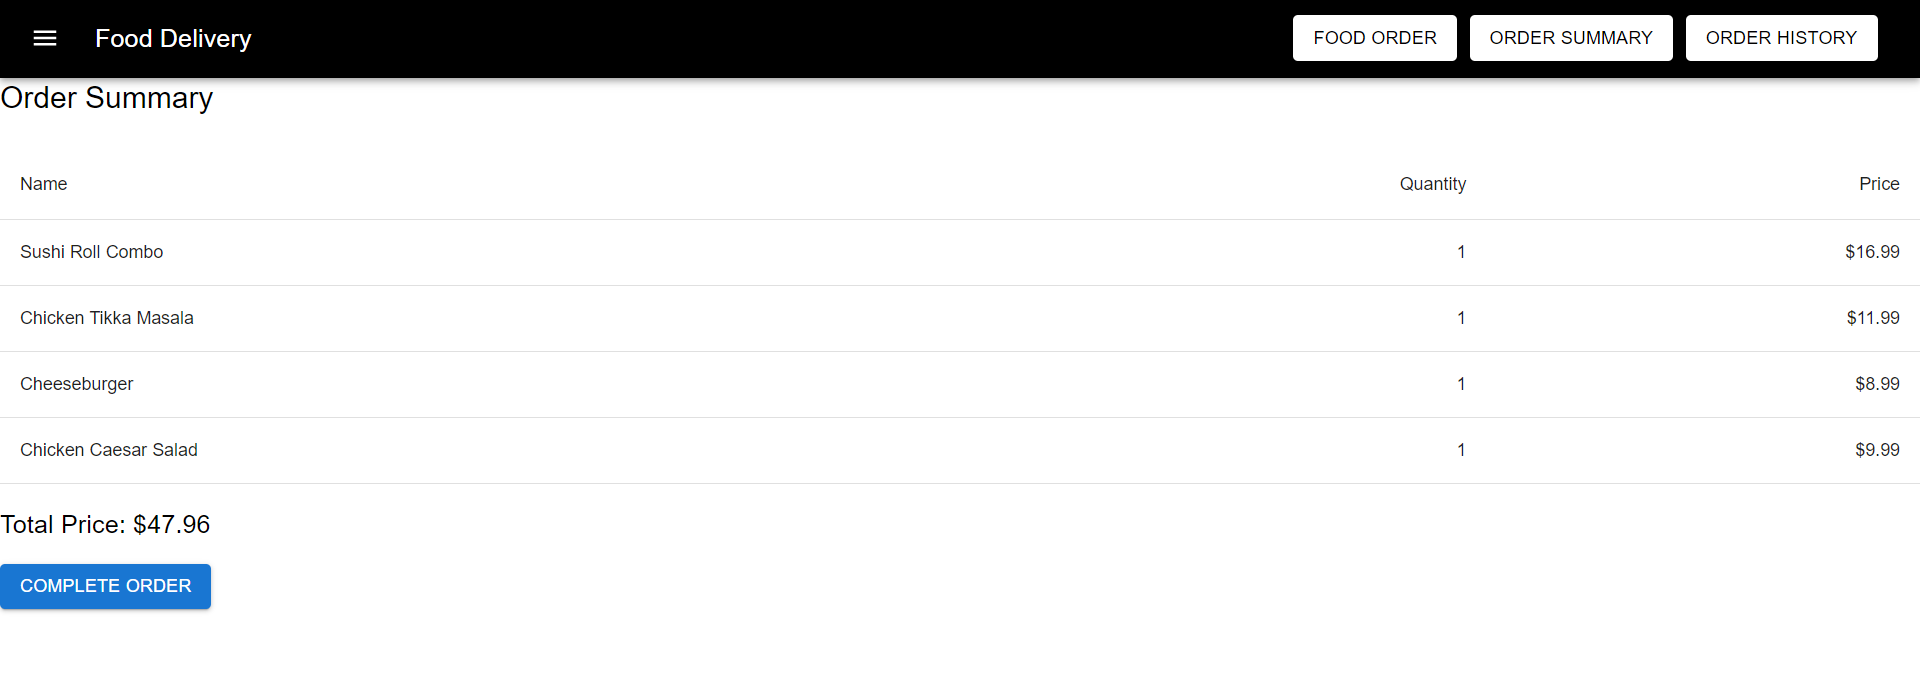 Food Delivery FOOD ORDER ORDER SUMMARY ORDER HISTORY
Order Summary
Name Quantity Price
Sushi Roll Combo 1 $16.99
Chicken Tikka Masala 1 $11.99
Cheeseburger 1 $8.99
Chicken Caesar Salad 1 $9.99
Total Price: $47.96
COMPLETE ORDER